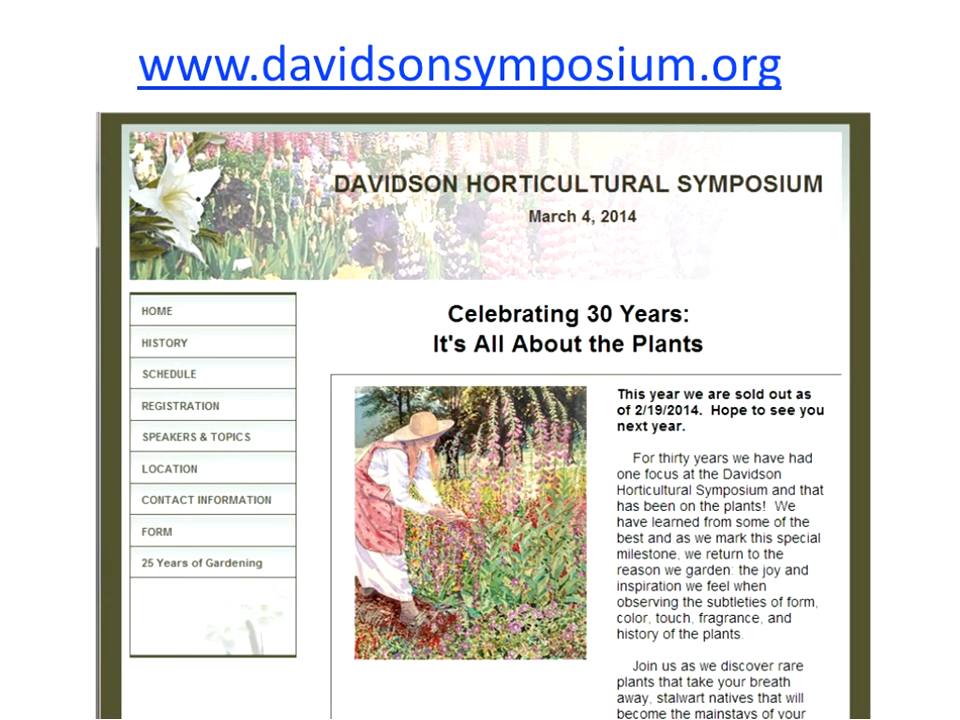 www.davidsonsymposium.org
DAVIDSON HORTICULTURAL SYMPOSIUM
March 4, 2014
HOME
HISTORY
SCHEDULE
REGISTRATION
SPEAKERS & TOPICS
LOCATION
CONTACT INFORMATION
FORM
25 Years of Gardening
Celebrating 30 Years:
It's All About the Plants
This year we are sold out as
of 2/19/2014. Hope to see you
next year.
For thirty years we have had
one focus at the Davidson
Horticultural Symposium and that
has been on the plants! We
have learned from some of the
best and as we mark this special
milestone, we return to the
reason we garden: the joy and
inspiration we feel when
observing the subtleties of form,
color, touch, fragrance, and
history of the plants.
Join us as we discover rare
plants that take your breath
away, stalwart natives that will
become the mainstays of your